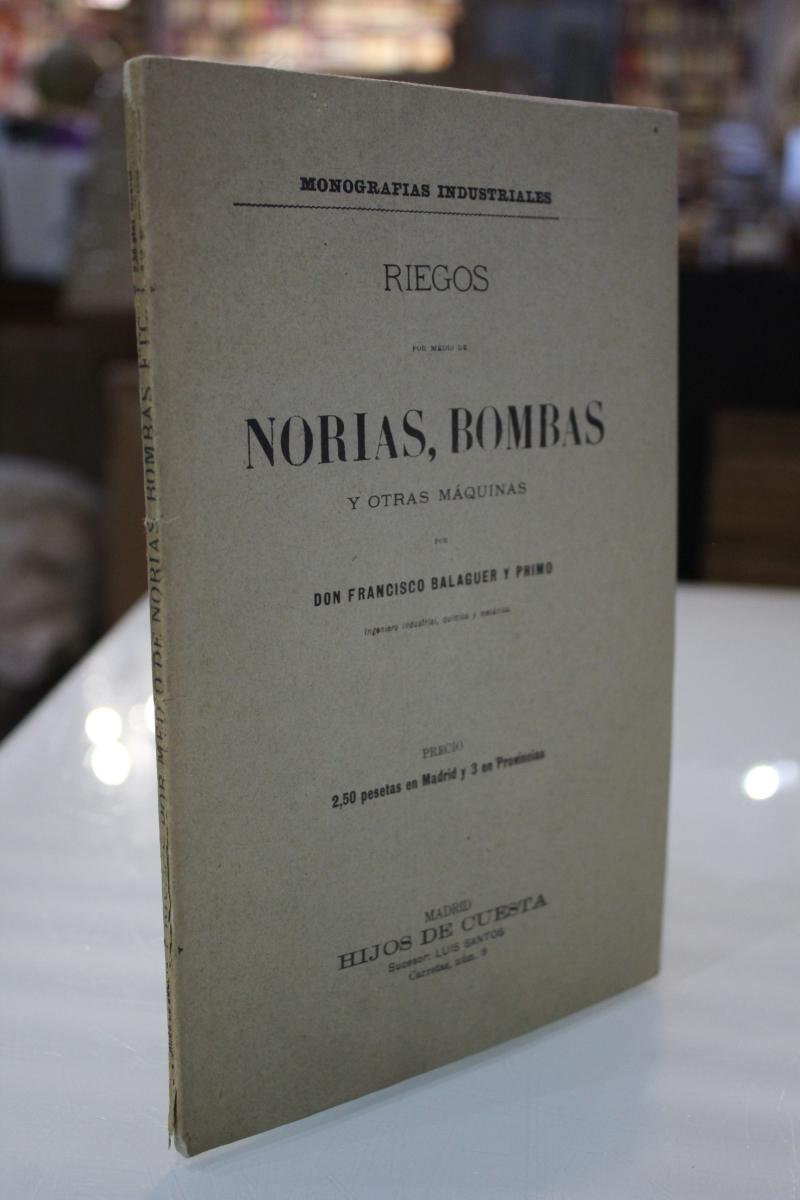 MONOGRAFIAS INDUSTRIALES
RIEGOS
POR MEDIO DE
NORIAS, BOMBAS
Y OTRAS MÁQUINAS
POR
DON FRANCISCO BALAGUER Y PRIMO
Ingeniero industrial, químico y mecánico
PRECIO
2,50 pesetas en Madrid y 3 en Provincias
MADRID
HIJOS DE CUESTA
Sucesor: LUIS SANTOS
Carretas, núm. 9
POR MEDIO DE NORIAS, BOMBAS ETC.